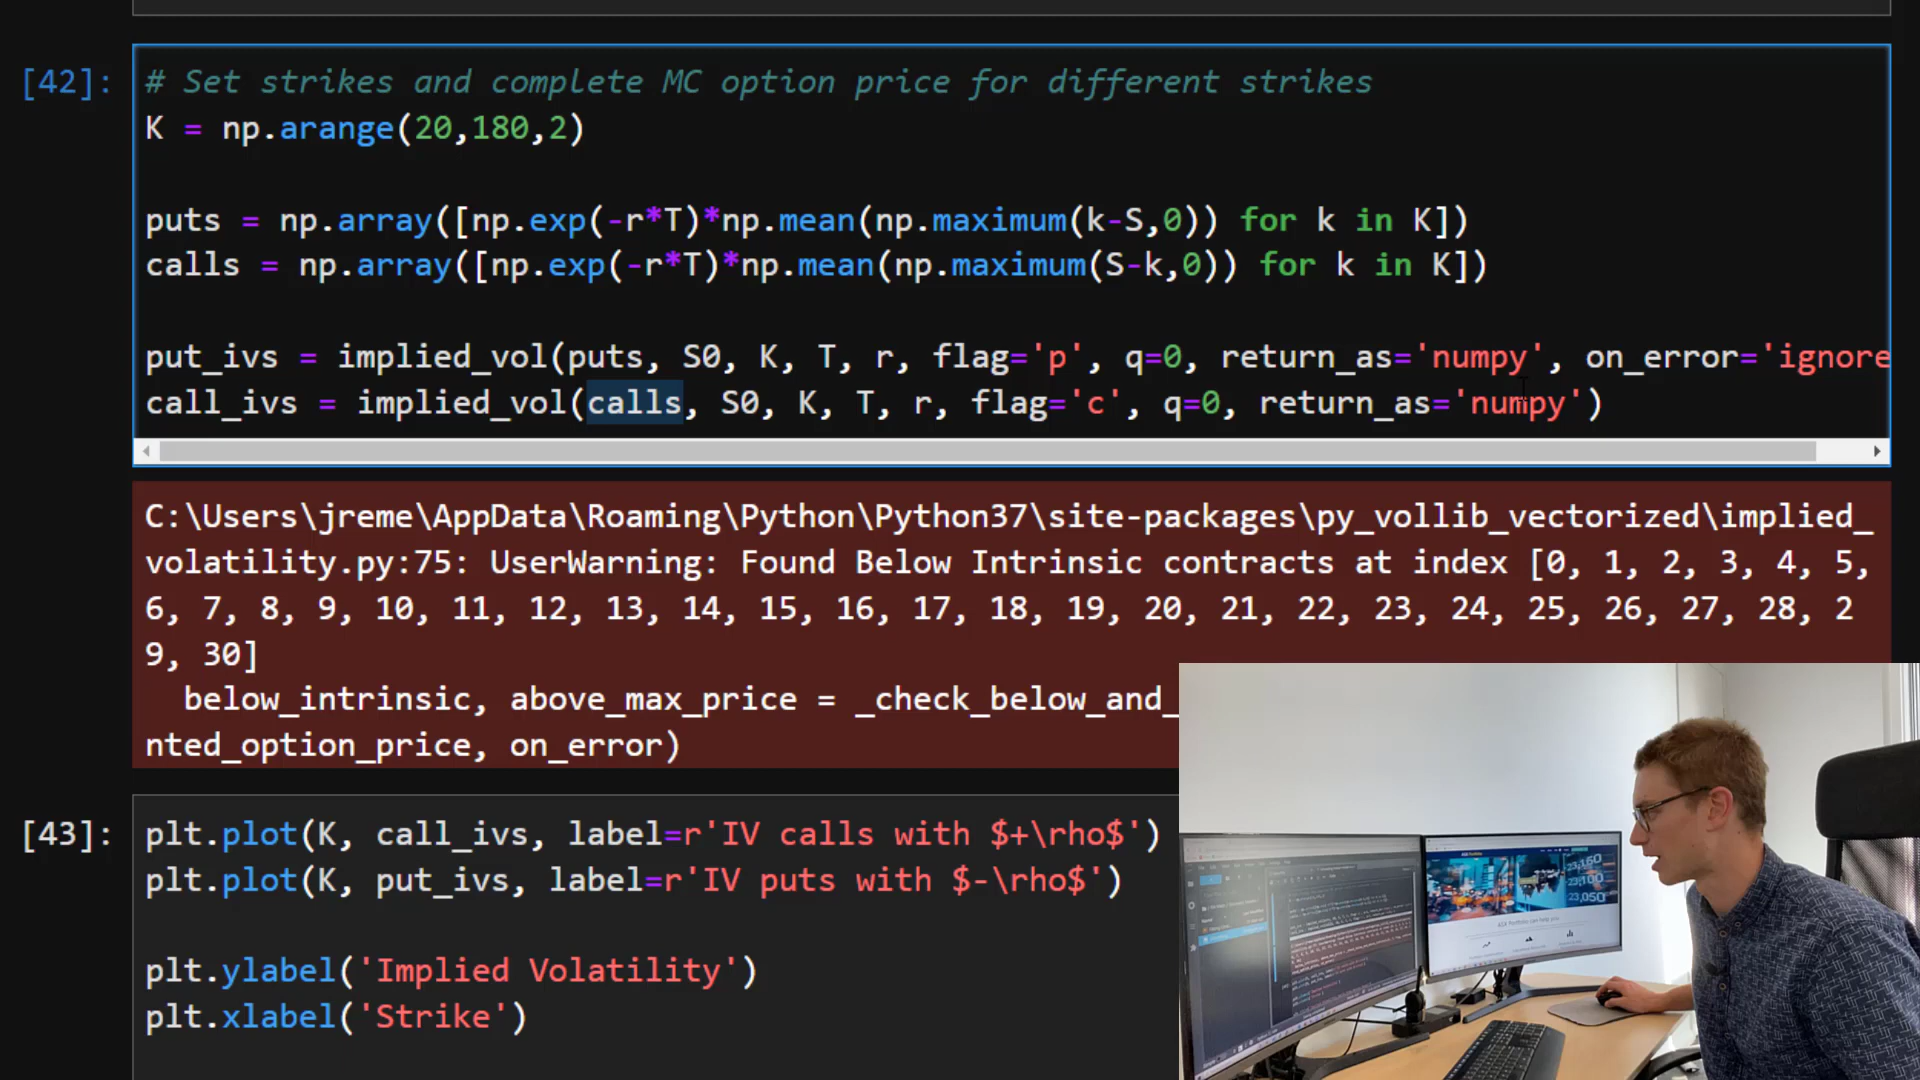 [42]:
# Set strikes and complete MC option price for different strikes
K = np.arange(20,180,2)
puts = np.array([np.exp(-r*T)*np.mean(np.maximum(k-S,0)) for k in K])
calls = np.array([np.exp(-r*T)*np.mean(np.maximum(S-k,0)) for k in K])
put_ivs = implied_vol(puts, S0, K, T, r, flag='p', q=0, return_as='numpy', on_error='ignore
call_ivs = implied_vol(calls, S0, K, T, r, flag='c', q=0, return_as='numpy')
C:\Users\jreme\AppData\Roaming\Python\Python37\site-packages\py_vollib_vectorized\implied_
volatility.py:75: UserWarning: Found Below Intrinsic contracts at index [0, 1, 2, 3, 4, 5,
6, 7, 8, 9, 10, 11, 12, 13, 14, 15, 16, 17, 18, 19, 20, 21, 22, 23, 24, 25, 26, 27, 28, 2
9, 30]
below_intrinsic, above_max_price = _check_below_and_
nted_option_price, on_error)
[43]:
plt.plot(K, call_ivs, label=r'IV calls with $+\rho$')
plt.plot(K, put_ivs, label=r'IV puts with $-\rho$')
plt.ylabel('Implied Volatility')
plt.xlabel('Strike')
23,160
23,100
23,050